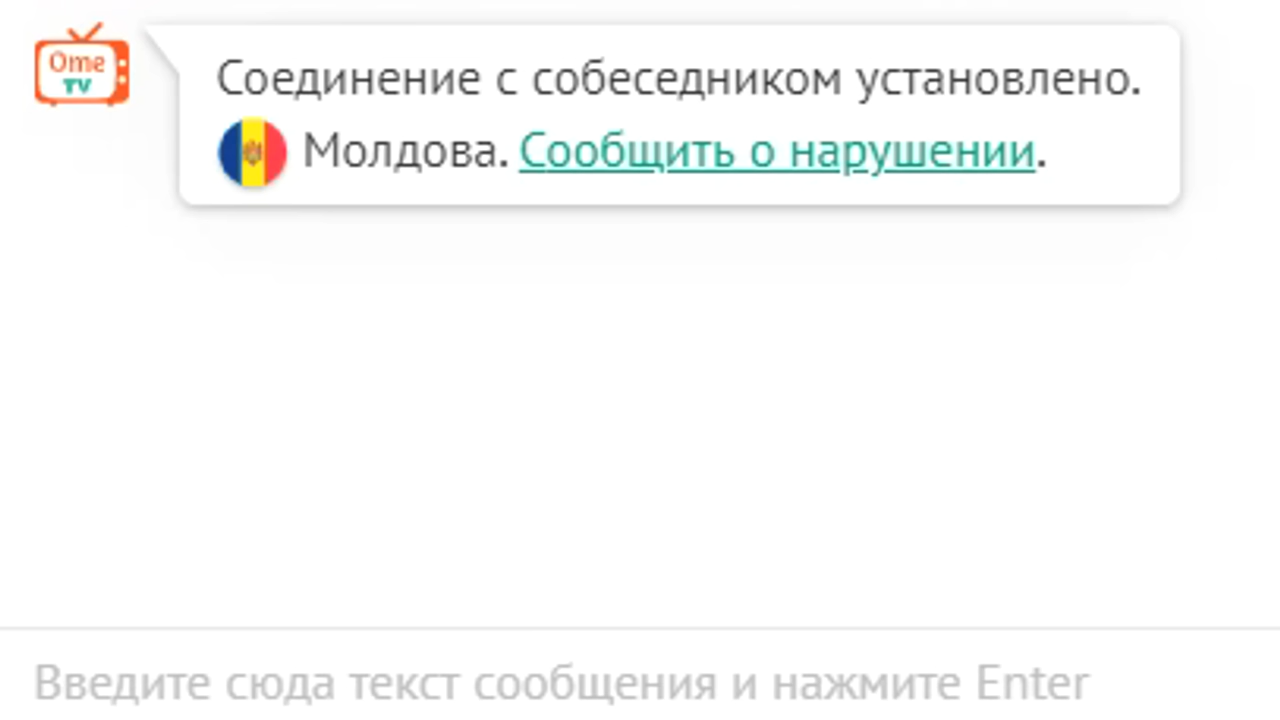 Ome
TV
Соединение с собеседником установлено.
Молдова. Сообщить о нарушении.
Введите сюда текст сообщения и нажмите Enter